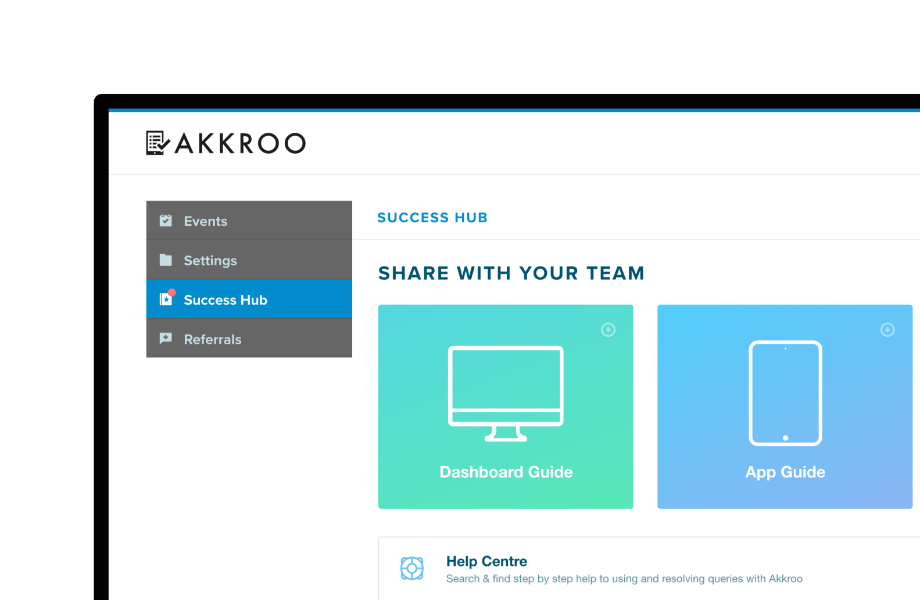 AKKROO
Events
Settings
Success Hub
Referrals
SUCCESS HUB
SHARE WITH YOUR TEAM
Dashboard Guide
App Guide
Help Centre
Search & find step by step help to using and resolving queries with Akkroo